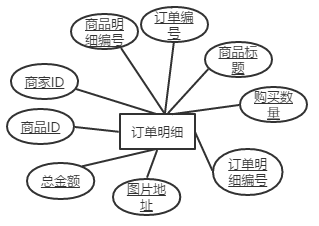 商品明
细编号
订单编
号
商品标
题
商家ID
购买数
量
商品ID
订单明细
订单明
细编号
总金额
图片地
址